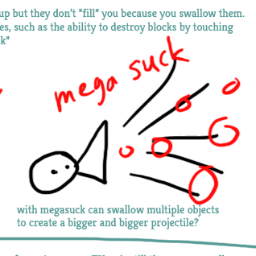 up but they don't "fill" you because you swallow them.
es, such as the ability to destroy blocks by touching
k"
mega suck
with megasuck can swallow multiple objects
to create a bigger and bigger projectile?